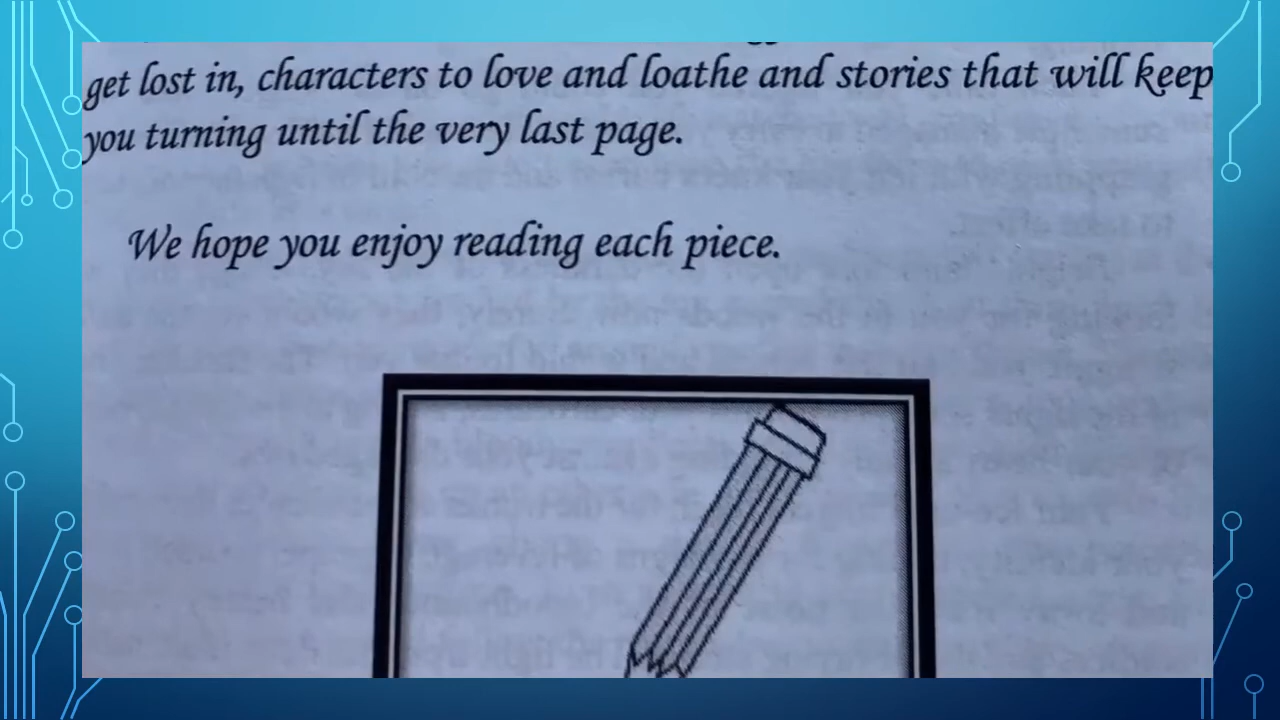 get lost in, characters to love and loathe and stories that will keep
you turning until the very last page.
We hope you enjoy reading each piece.